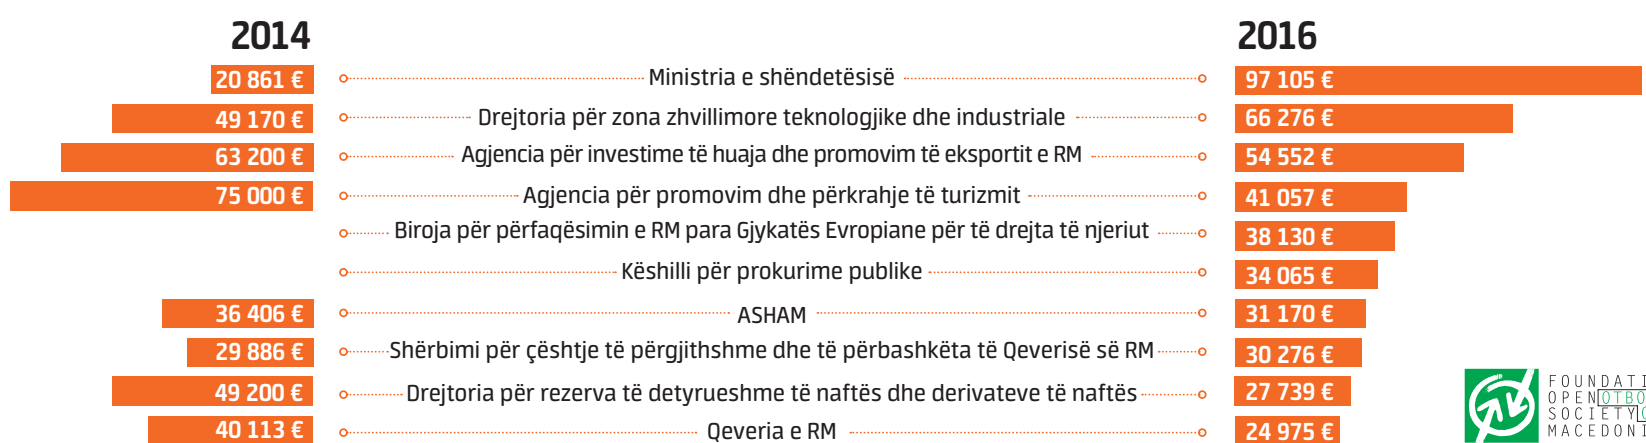 2014 2016
20 861 € Ministria e shëndetësisë 97 105 €
49 170 € Drejtoria për zona zhvillimore teknologjike dhe industriale 66 276 €
63 200 € Agjencia për investime të huaja dhe promovim të eksportit e RM 54 552 €
75 000 € Agjencia për promovim dhe përkrahje të turizmit 41 057 €
Biroja për përfaqësimin e RM para Gjykatës Evropiane për të drejta të njeriut 38 130 €
Këshilli për prokurime publike 34 065 €
36 406 € ASHAM 31 170 €
29 886 € Shërbimi për çështje të përgjithshme dhe të përbashkëta të Qeverisë së RM 30 276 €
49 200 € Drejtoria për rezerva të detyrueshme të naftës dhe derivateve të naftës 27 739 €
40 113 € Qeveria e RM 24 975 €
FOUNDATI
OPEN OTBO
SOCIETY
MACEDONI